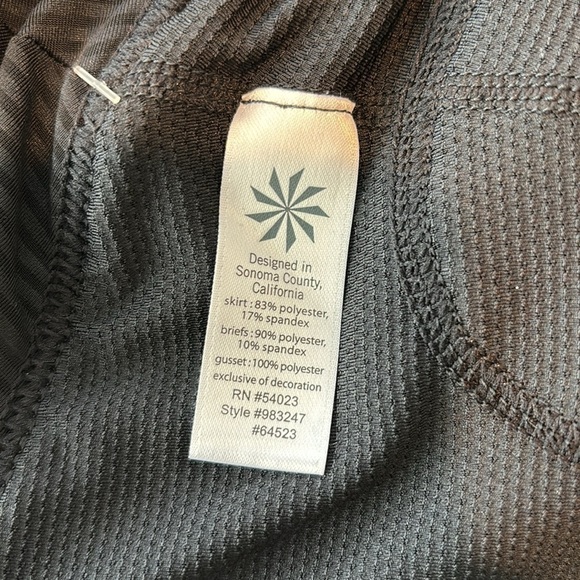 Designed in
Sonoma County,
California
skirt : 83% polyester,
17% spandex
briefs : 90% polyester,
10% spandex
gusset : 100% polyester
exclusive of decoration
RN #54023
Style #983247
#64523